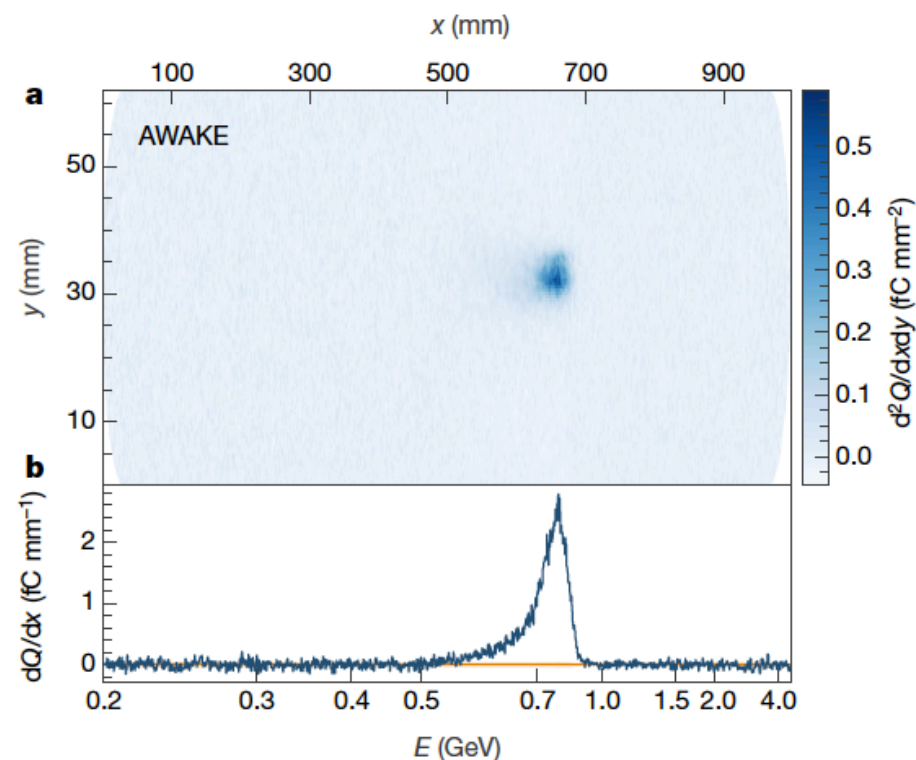 x (mm)
100 300 500 700 900
a
AWAKE
50
30
10
y (mm)
0.5
0.4
0.3
0.2
0.1
0.0
d²Q/dxdy (fC mm⁻²)
b
2
1
0
dQ/dx (fC mm⁻¹)
0.2 0.3 0.4 0.5 0.7 1.0 1.5 2.0 4.0
E (GeV)